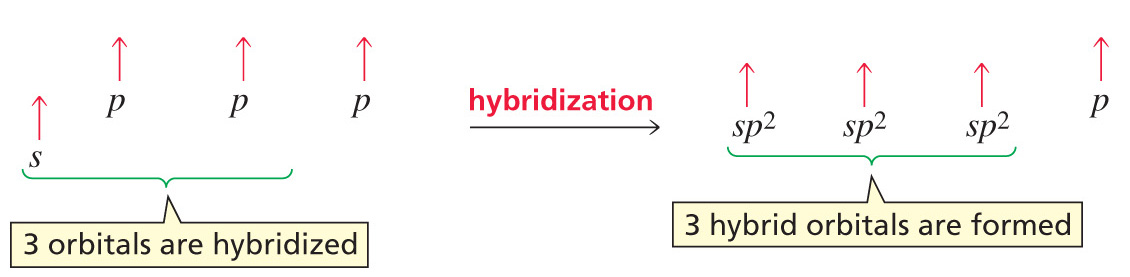 p p p
s
3 orbitals are hybridized
hybridization
sp² sp² sp² p
3 hybrid orbitals are formed